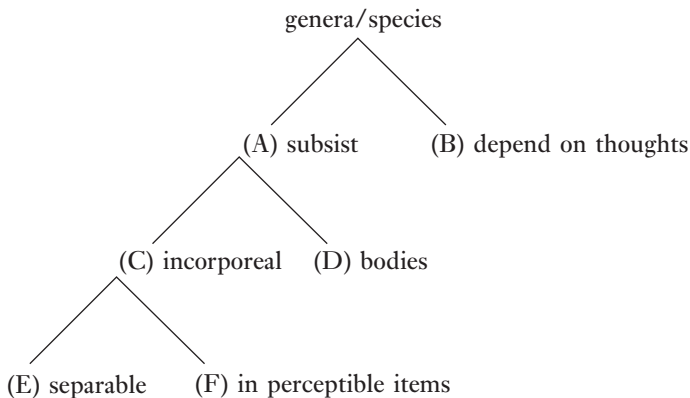 genera/species
(A) subsist (B) depend on thoughts
(C) incorporeal (D) bodies
(E) separable (F) in perceptible items